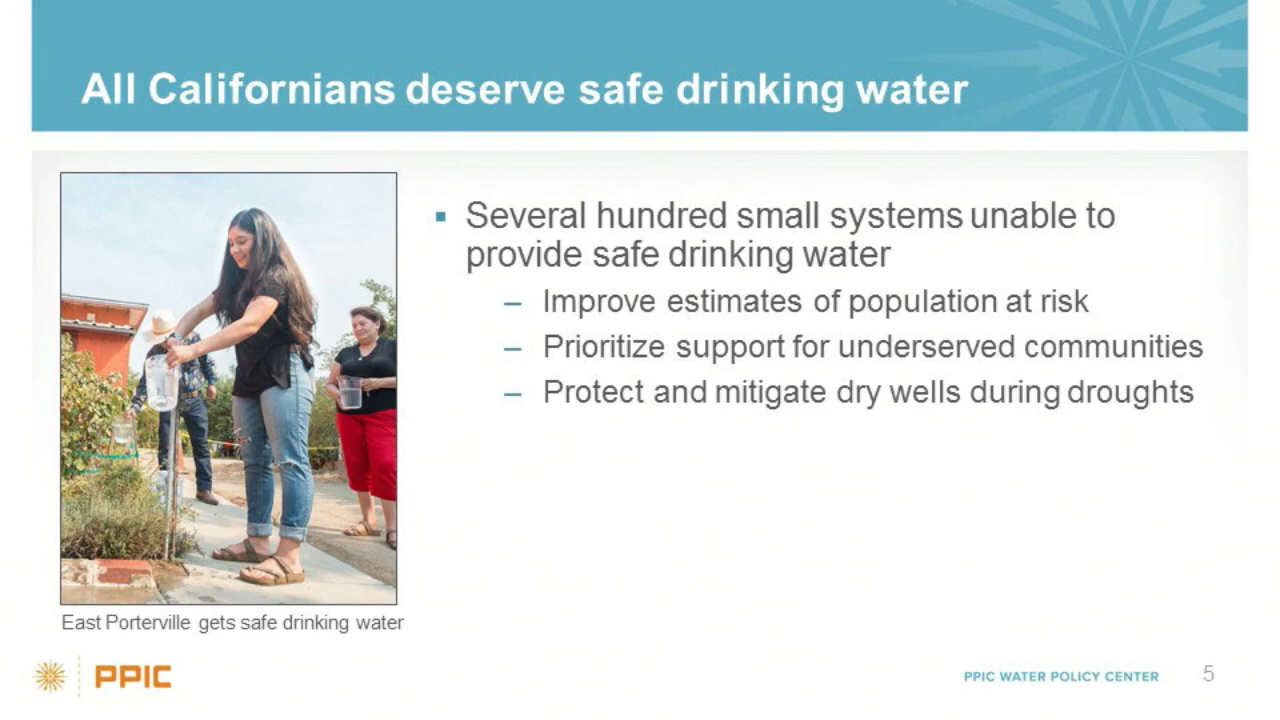 All Californians deserve safe drinking water
▪ Several hundred small systems unable to
provide safe drinking water
– Improve estimates of population at risk
– Prioritize support for underserved communities
– Protect and mitigate dry wells during droughts
East Porterville gets safe drinking water
PPIC
PPIC WATER POLICY CENTER
5